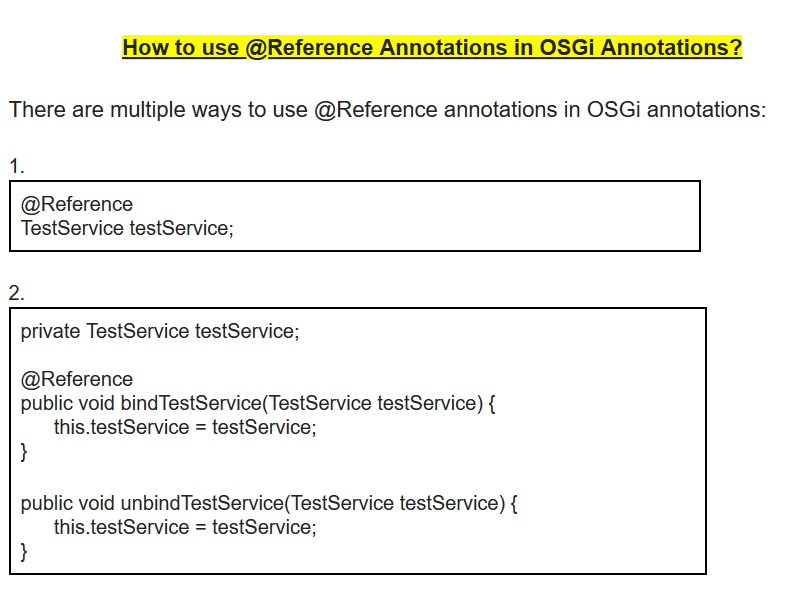 How to use @Reference Annotations in OSGi Annotations?
There are multiple ways to use @Reference annotations in OSGi annotations:
1.
@Reference
TestService testService;
2.
private TestService testService;
@Reference
public void bindTestService(TestService testService) {
this.testService = testService;
}
public void unbindTestService(TestService testService) {
this.testService = testService;
}